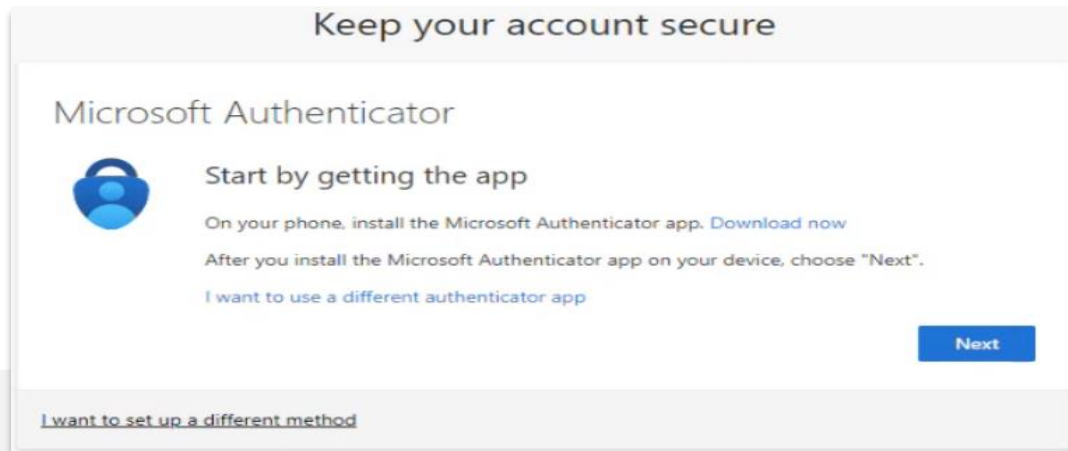 Keep your account secure
Microsoft Authenticator
Start by getting the app
On your phone, install the Microsoft Authenticator app. Download now
After you install the Microsoft Authenticator app on your device, choose "Next".
I want to use a different authenticator app
Next
I want to set up a different method